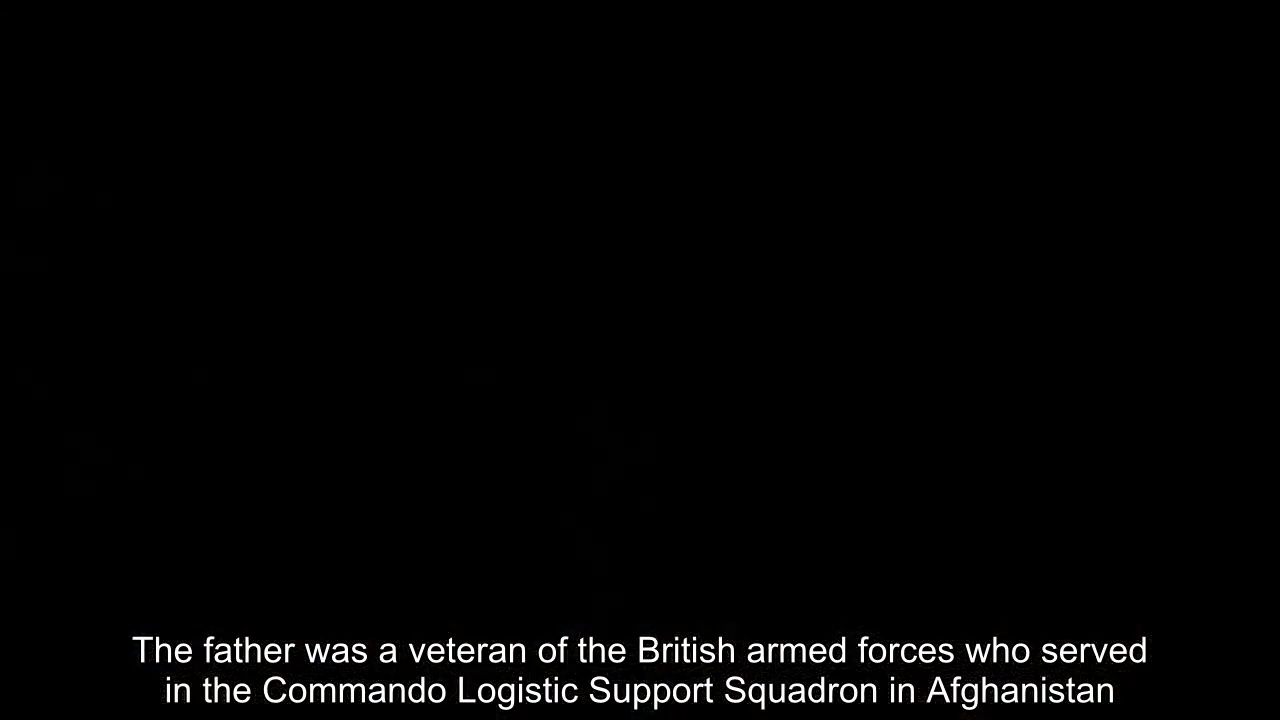 The father was a veteran of the British armed forces who served
in the Commando Logistic Support Squadron in Afghanistan